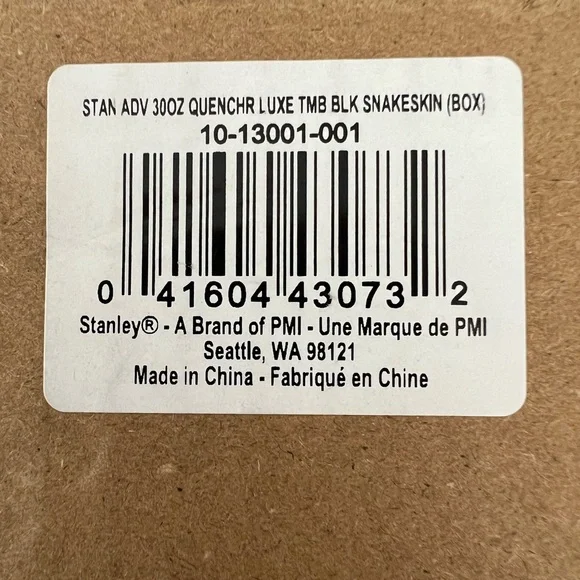 STAN ADV 30OZ QUENCHR LUXE TMB BLK SNAKESKIN (BOX)
10-13001-001
0 41604 43073 2
Stanley® - A Brand of PMI - Une Marque de PMI
Seattle, WA 98121
Made in China - Fabriqué en Chine